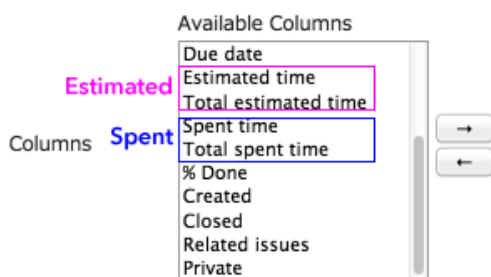 Available Columns
Due date
Estimated Estimated time
Total estimated time
Columns Spent Spent time
Total spent time
% Done
Created
Closed
Related issues
Private
→
←